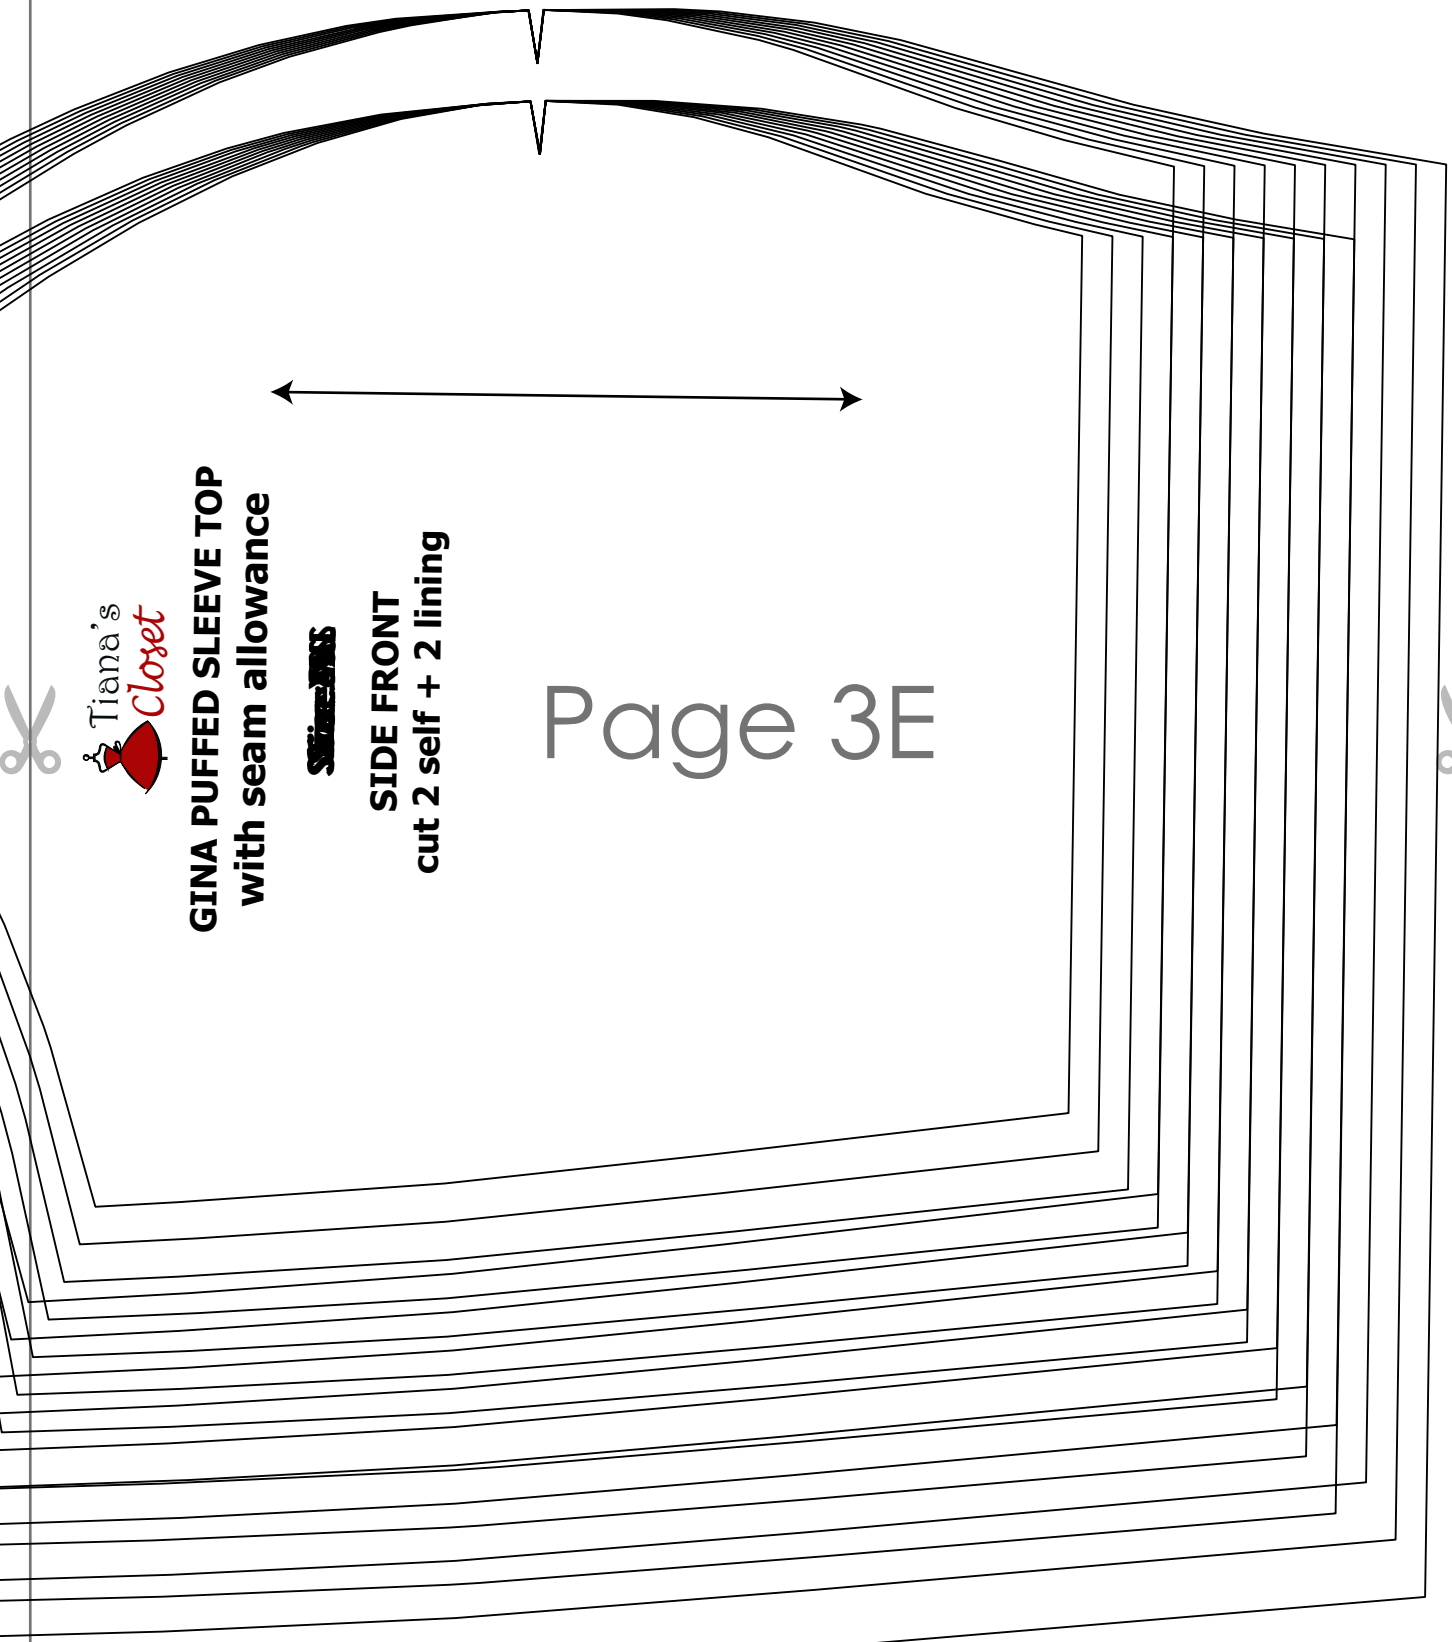 Tiana's
Closet
GINA PUFFED SLEEVE TOP
with seam allowance
SIDE FRONT
cut 2 self + 2 lining
Page 3E